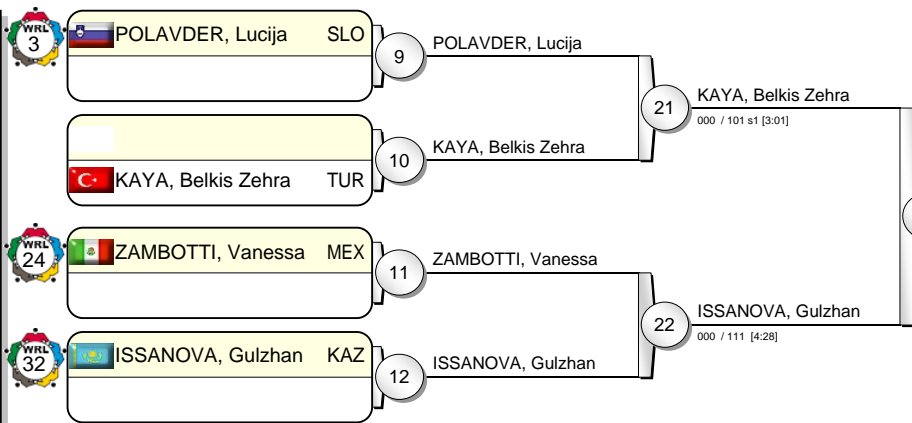 WRL
3
POLAVDER, Lucija SLO
9
POLAVDER, Lucija
21
KAYA, Belkis Zehra
000 / 101 s1 [3:01]
10
KAYA, Belkis Zehra
KAYA, Belkis Zehra TUR
WRL
24
ZAMBOTTI, Vanessa MEX
11
ZAMBOTTI, Vanessa
22
ISSANOVA, Gulzhan
000 / 111 [4:28]
WRL
32
ISSANOVA, Gulzhan KAZ
12
ISSANOVA, Gulzhan